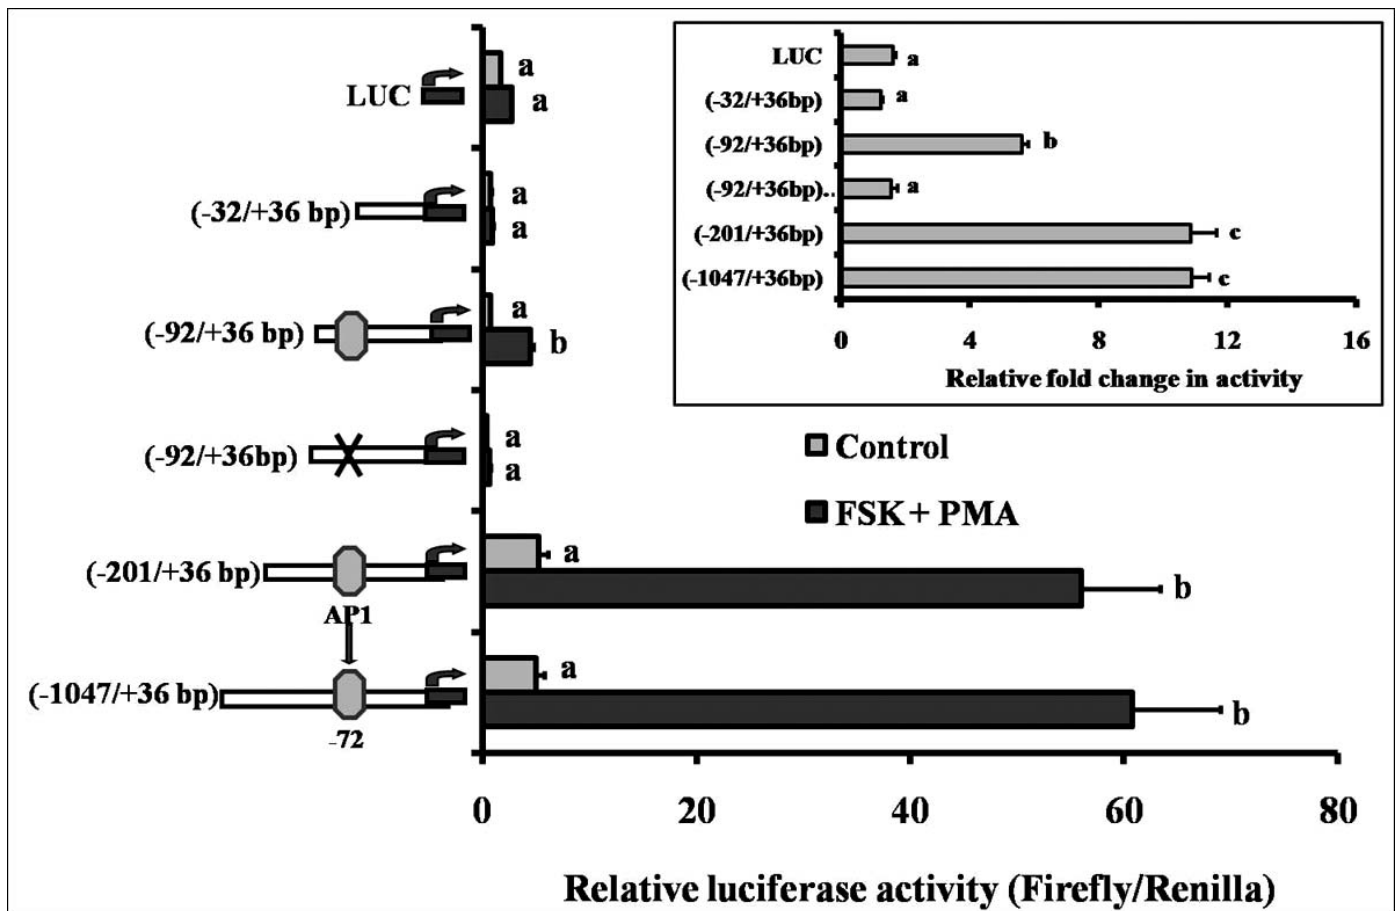 LUC
a
a
(-32/+36 bp)
a
a
(-92/+36 bp)
a
b
(-92/+36bp)
a
a
(-201/+36 bp)
a
b
AP1
(-1047/+36 bp)
a
b
-72
0 20 40 60 80
Relative luciferase activity (Firefly/Renilla)
LUC a
(-32/+36bp) a
(-92/+36bp) b
(-92/+36bp).. a
(-201/+36bp) c
(-1047/+36bp) c
0 4 8 12 16
Relative fold change in activity
Control
FSK + PMA